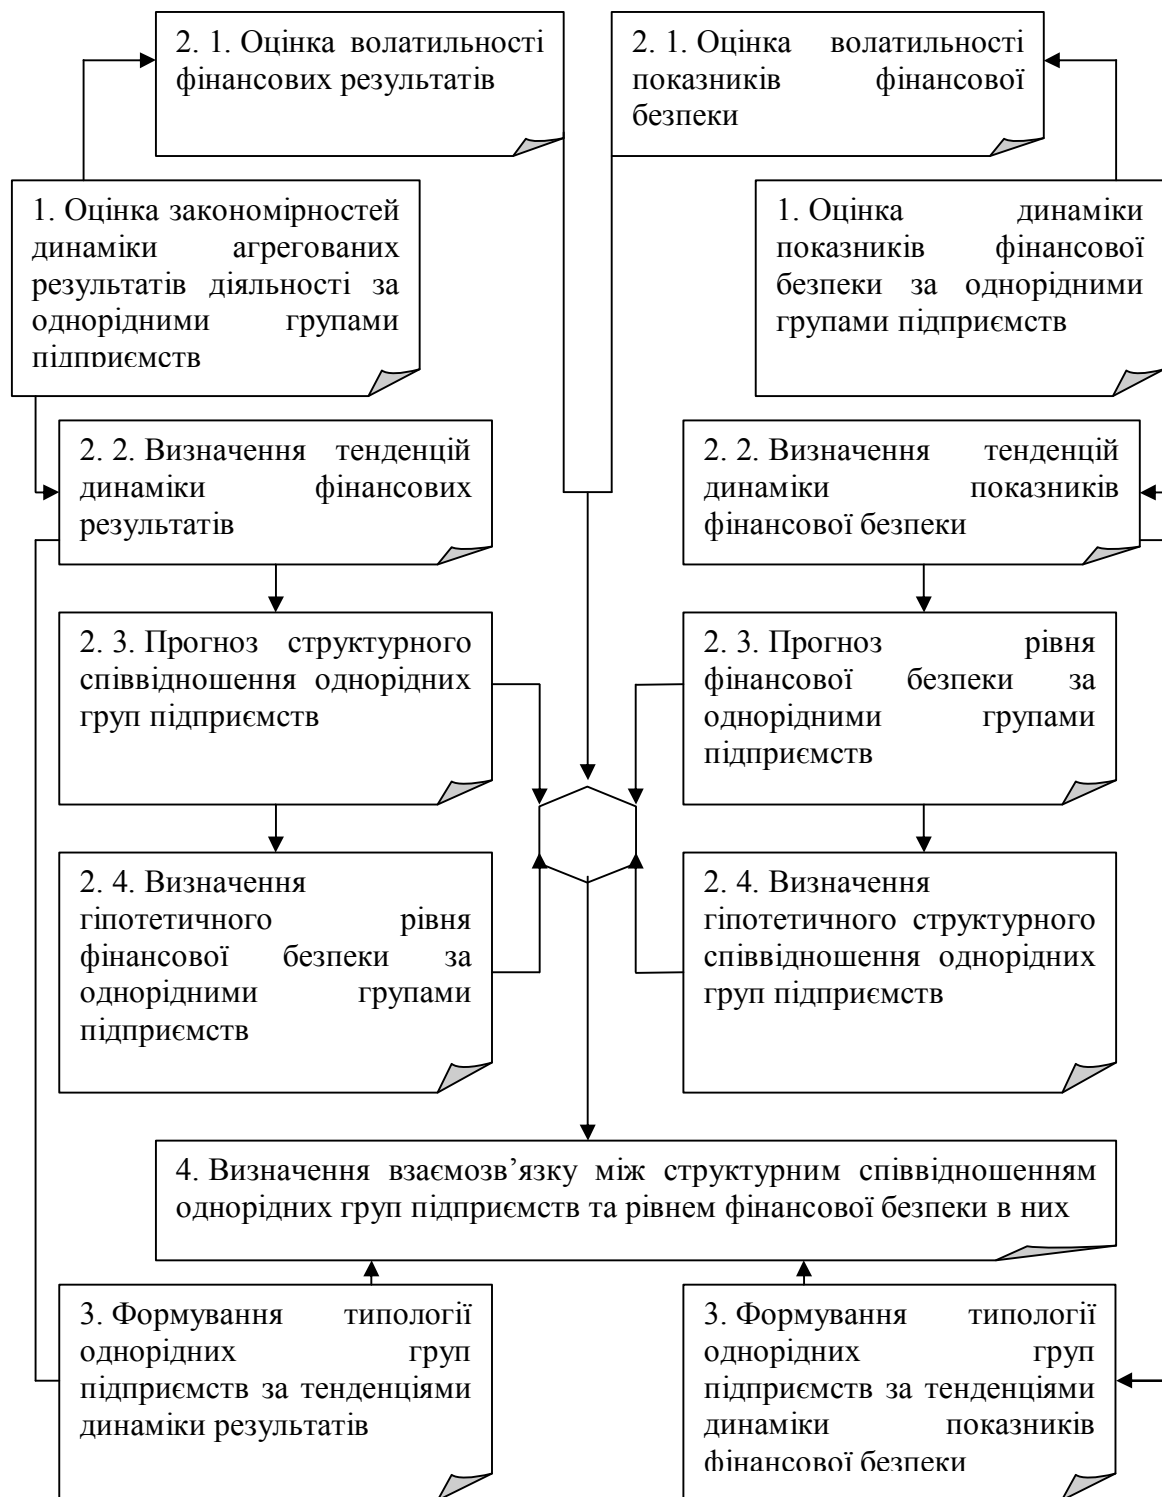 2. 1. Оцінка волатильності
фінансових результатів
2. 1. Оцінка волатильності
показників фінансової
безпеки
1. Оцінка закономірностей
динаміки агрегованих
результатів діяльності за
однорідними групами
підприємств
1. Оцінка динаміки
показників фінансової
безпеки за однорідними
групами підприємств
2. 2. Визначення тенденцій
динаміки фінансових
результатів
2. 2. Визначення тенденцій
динаміки показників
фінансової безпеки
2. 3. Прогноз структурного
співвідношення однорідних
груп підприємств
2. 3. Прогноз рівня
фінансової безпеки за
однорідними групами
підприємств
2. 4. Визначення
гіпотетичного рівня
фінансової безпеки за
однорідними групами
підприємств
2. 4. Визначення
гіпотетичного структурного
співвідношення однорідних
груп підприємств
4. Визначення взаємозв’язку між структурним співвідношенням
однорідних груп підприємств та рівнем фінансової безпеки в них
3. Формування типології
однорідних груп
підприємств за тенденціями
динаміки результатів
3. Формування типології
однорідних груп
підприємств за тенденціями
динаміки показників
фінансової безпеки